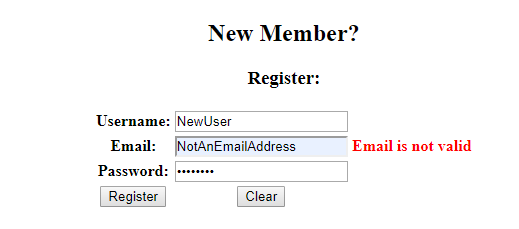 New Member?
Register:
Username: NewUser
Email: NotAnEmailAddress Email is not valid
Password: ••••••••
Register Clear